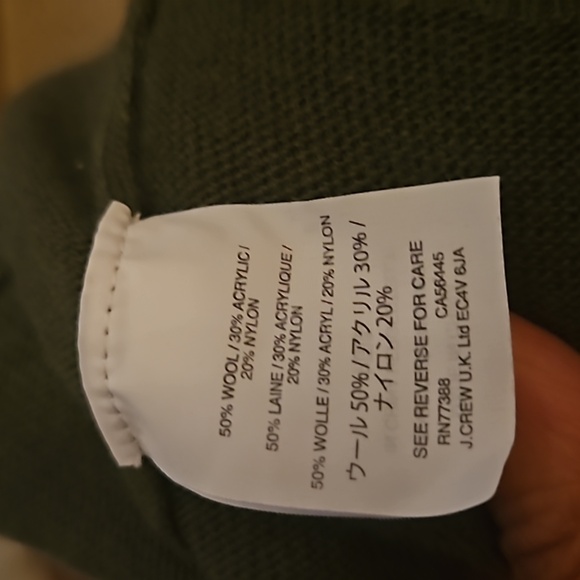 50% WOOL / 30% ACRYLIC /
20% NYLON
50% LAINE / 30% ACRYLIQUE /
20% NYLON
50% WOLLE / 30% ACRYL / 20% NYLON
ウール 50% / アクリル 30% /
ナイロン 20%
SEE REVERSE FOR CARE
RN77388 CA56445
J.CREW U.K. Ltd EC4V 6JA